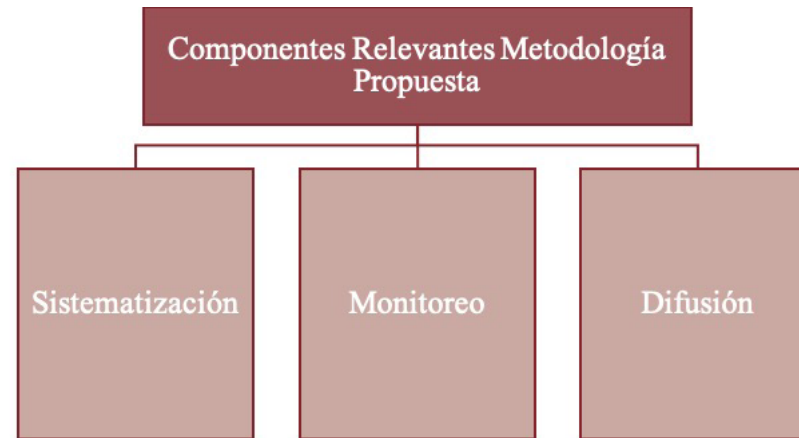 Componentes Relevantes Metodología
Propuesta
Sistematización
Monitoreo
Difusión